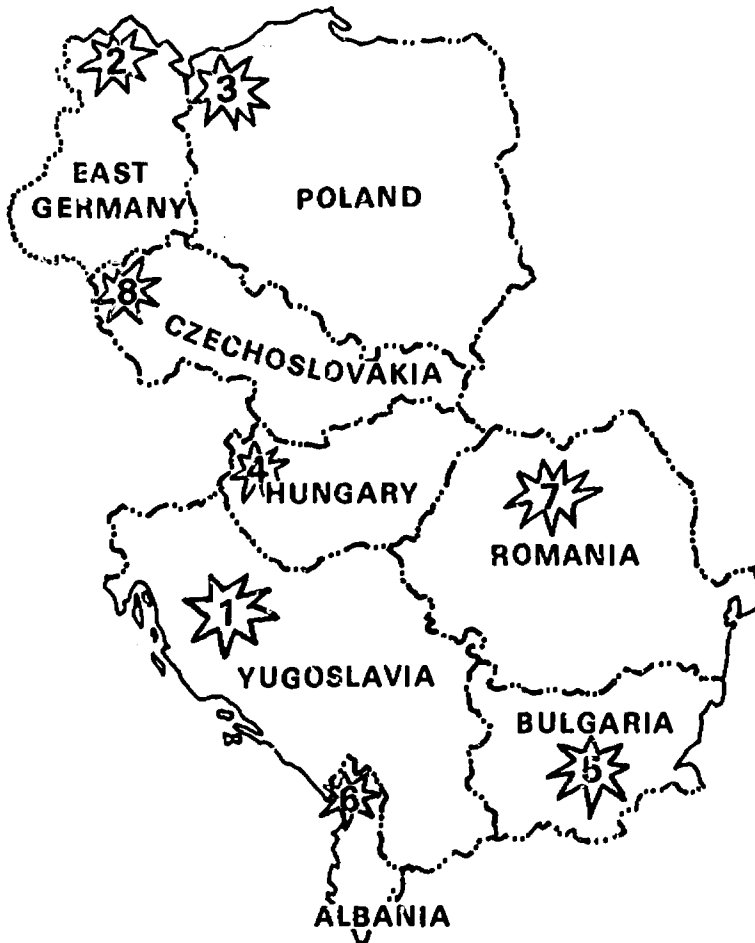 2
3
EAST
GERMANY
POLAND
8
CZECHOSLOVAKIA
4
HUNGARY
7
ROMANIA
1
YUGOSLAVIA
BULGARIA
5
6
ALBANIA